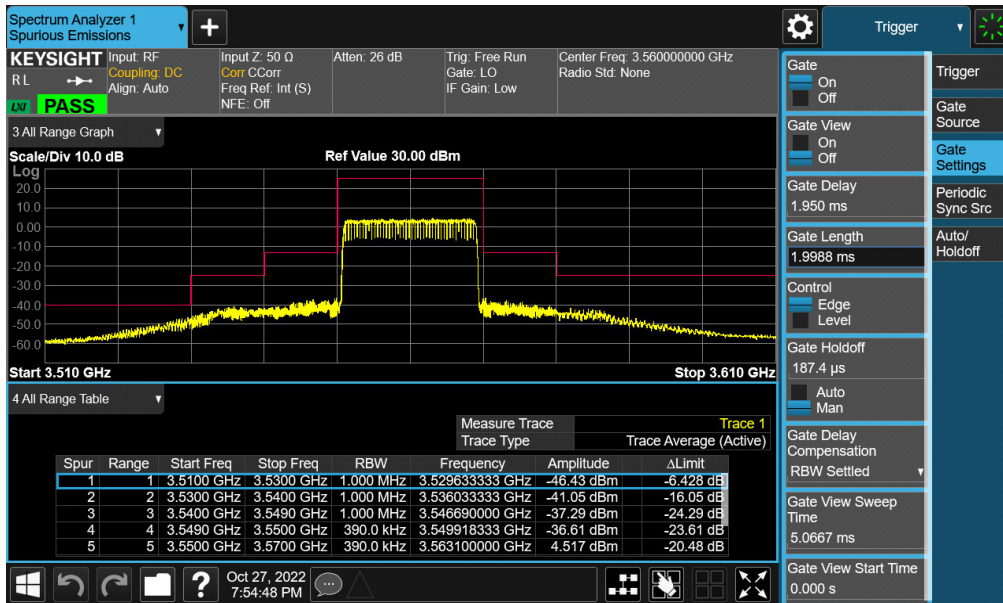 Spectrum Analyzer 1
Spurious Emissions
+
Trigger
KEYSIGHT
R L
LXI
PASS
Input: RF
Coupling: DC
Align: Auto
Input Z: 50 Ω
Corr CCorr
Freq Ref: Int (S)
NFE: Off
Atten: 26 dB
Trig: Free Run
Gate: LO
IF Gain: Low
Center Freq: 3.560000000 GHz
Radio Std: None
3 All Range Graph
Scale/Div 10.0 dB
Ref Value 30.00 dBm
Log
20.0
10.0
0.00
-10.0
-20.0
-30.0
-40.0
-50.0
-60.0
Start 3.510 GHz
Stop 3.610 GHz
4 All Range Table
Measure Trace Trace 1
Trace Type Trace Average (Active)
Spur Range Start Freq Stop Freq RBW Frequency Amplitude ΔLimit
1 1 3.5100 GHz 3.5300 GHz 1.000 MHz 3.529633333 GHz -46.43 dBm -6.428 dB
2 2 3.5300 GHz 3.5400 GHz 1.000 MHz 3.536033333 GHz -41.05 dBm -16.05 dB
3 3 3.5400 GHz 3.5490 GHz 1.000 MHz 3.546690000 GHz -37.29 dBm -24.29 dB
4 4 3.5490 GHz 3.5500 GHz 390.0 kHz 3.549918333 GHz -36.61 dBm -23.61 dB
5 5 3.5500 GHz 3.5700 GHz 390.0 kHz 3.563100000 GHz 4.517 dBm -20.48 dB
?
Oct 27, 2022
7:54:48 PM
Gate
On
Off
Gate View
On
Off
Gate Delay
1.950 ms
Gate Length
1.9988 ms
Control
Edge
Level
Gate Holdoff
187.4 µs
Auto
Man
Gate Delay
Compensation
RBW Settled
Gate View Sweep
Time
5.0667 ms
Gate View Start Time
0.000 s
Trigger
Gate
Source
Gate
Settings
Periodic
Sync Src
Auto/
Holdoff